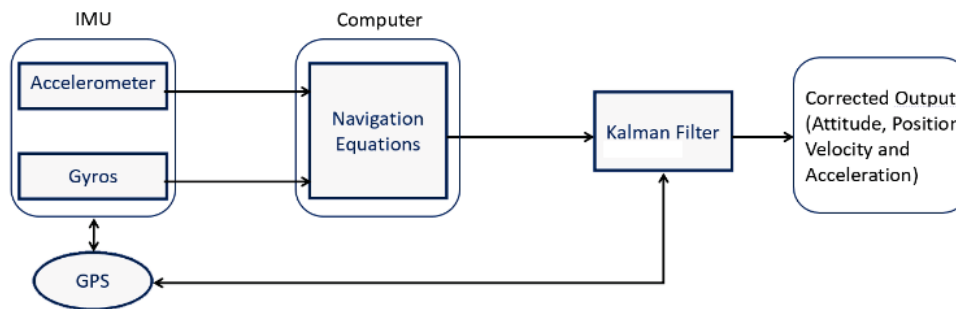 IMU
Computer
Accelerometer
Gyros
GPS
Navigation
Equations
Kalman Filter
Corrected Output
(Attitude, Position
Velocity and
Acceleration)